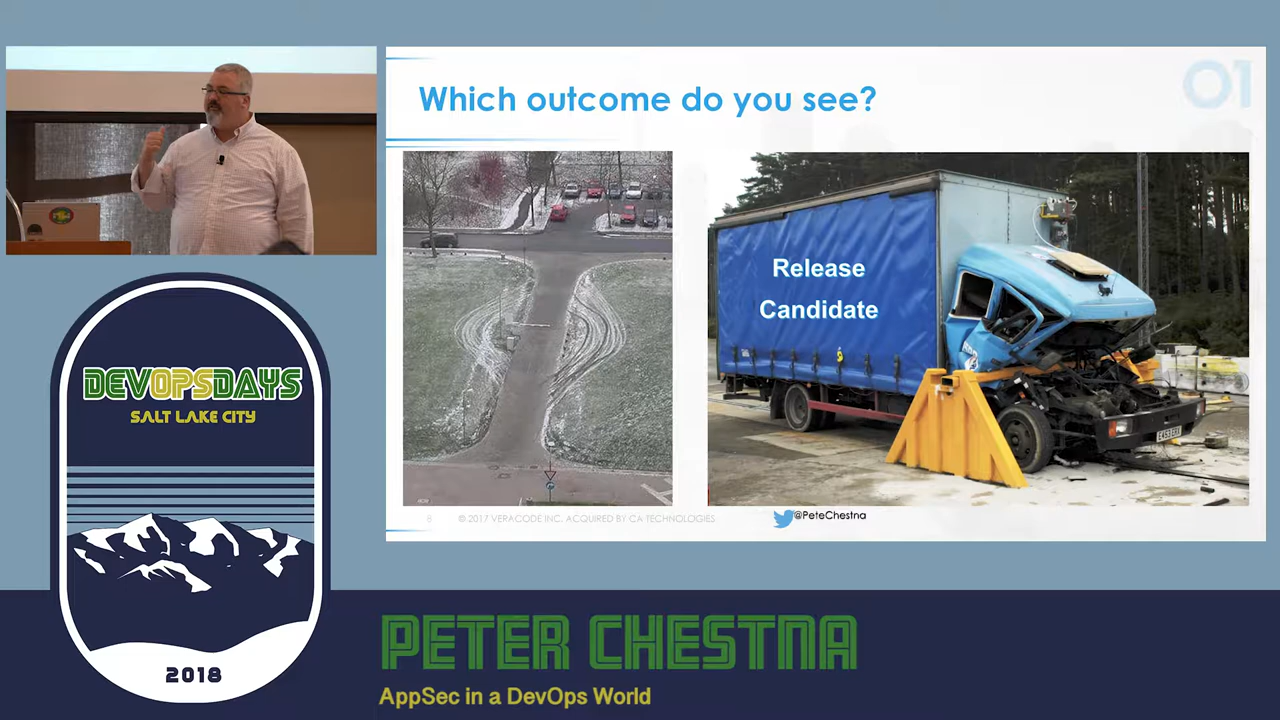 Which outcome do you see?
01
Release
Candidate
8
© 2017 VERACODE INC. ACQUIRED BY CA TECHNOLOGIES
@PeteChestna
DEVOPSDAYS
SALT LAKE CITY
2018
PETER CHESTNA
AppSec in a DevOps World